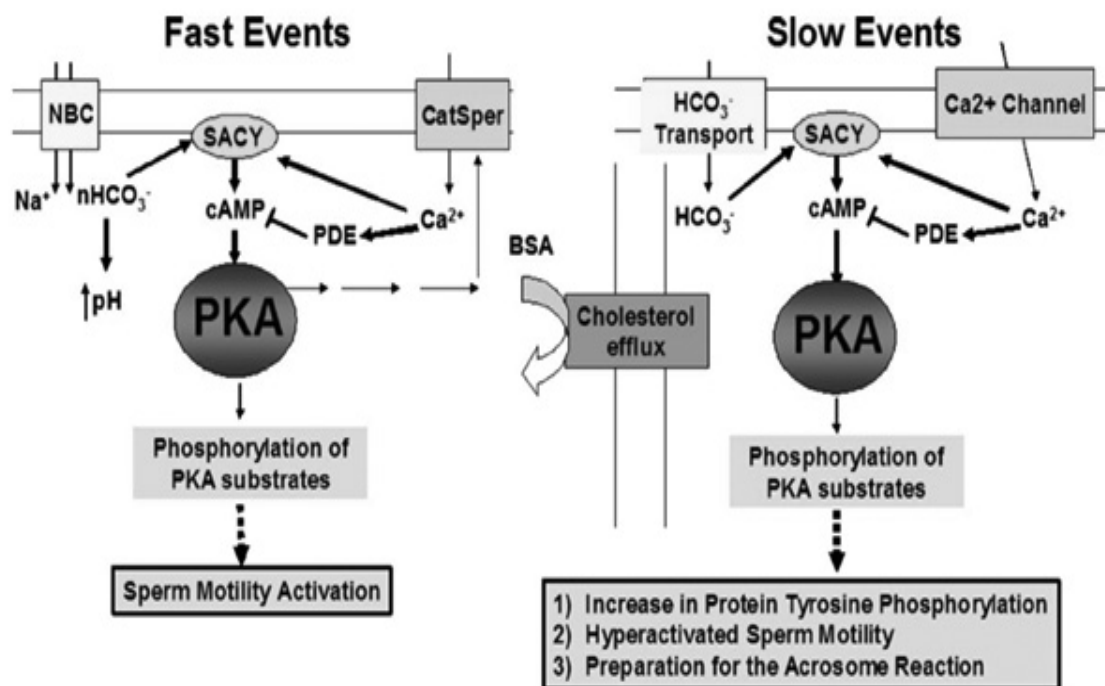 Fast Events
NBC
CatSper
SACY
Na⁺
nHCO₃⁻
cAMP
PDE
Ca²⁺
↑pH
PKA
Phosphorylation of
PKA substrates
Sperm Motility Activation
Slow Events
HCO₃⁻
Transport
Ca2+ Channel
SACY
HCO₃⁻
cAMP
PDE
Ca²⁺
BSA
Cholesterol
efflux
PKA
Phosphorylation of
PKA substrates
1) Increase in Protein Tyrosine Phosphorylation
2) Hyperactivated Sperm Motility
3) Preparation for the Acrosome Reaction